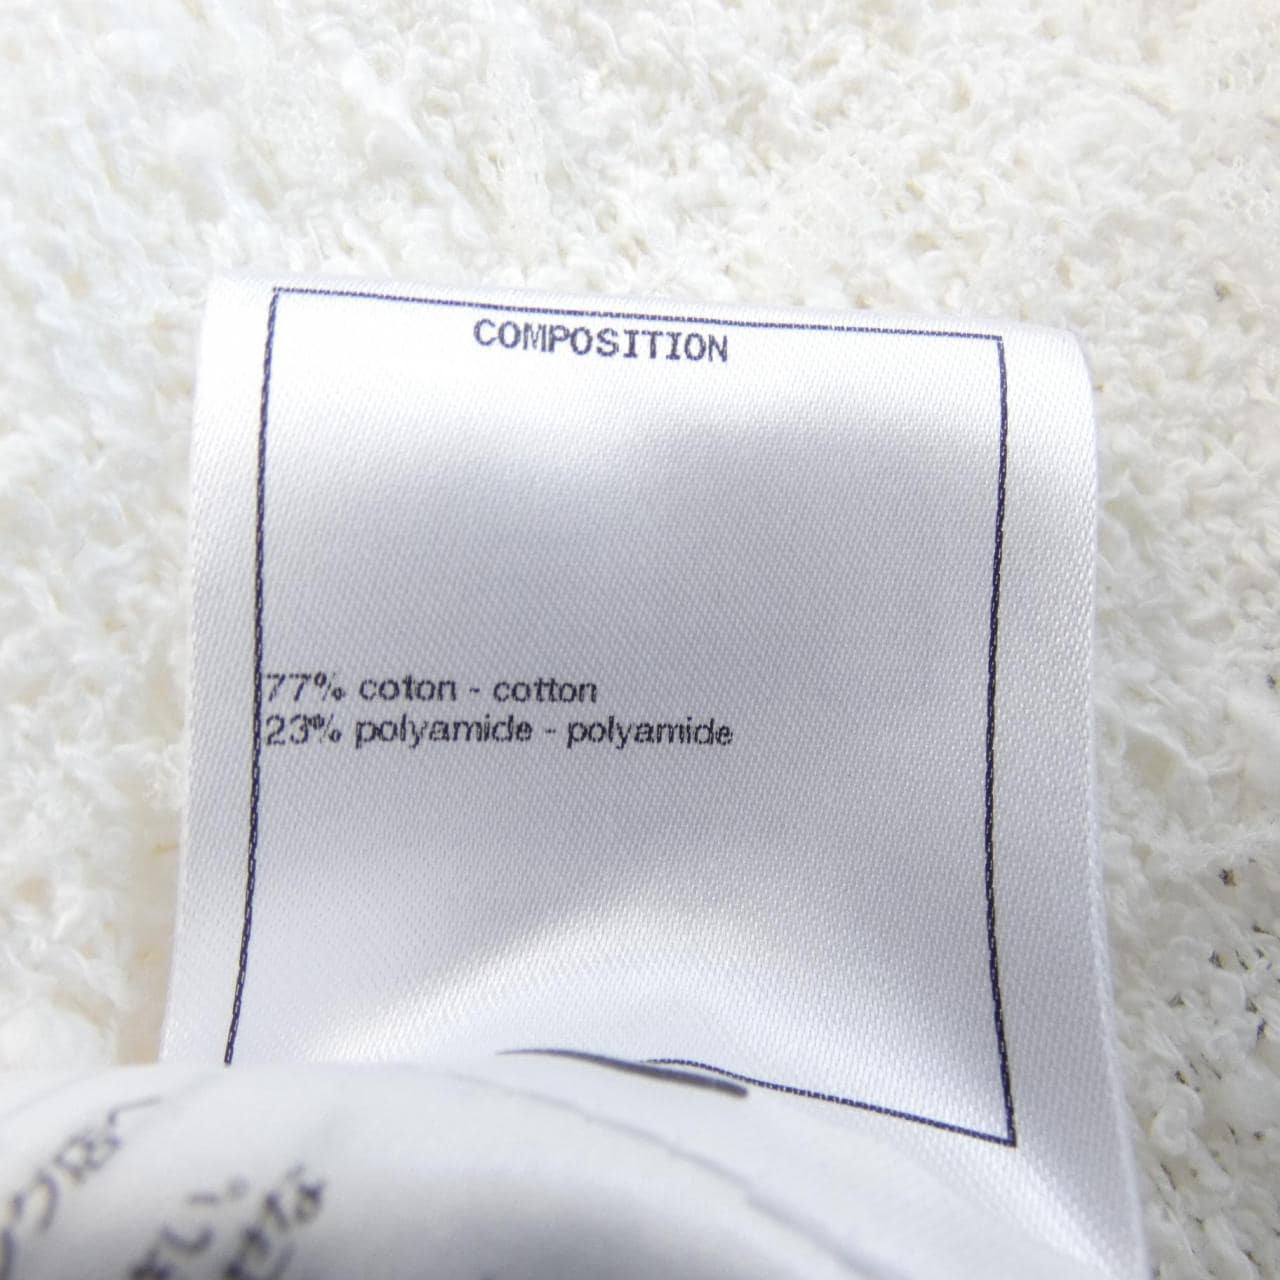 COMPOSITION
77% coton - cotton
23% polyamide - polyamide